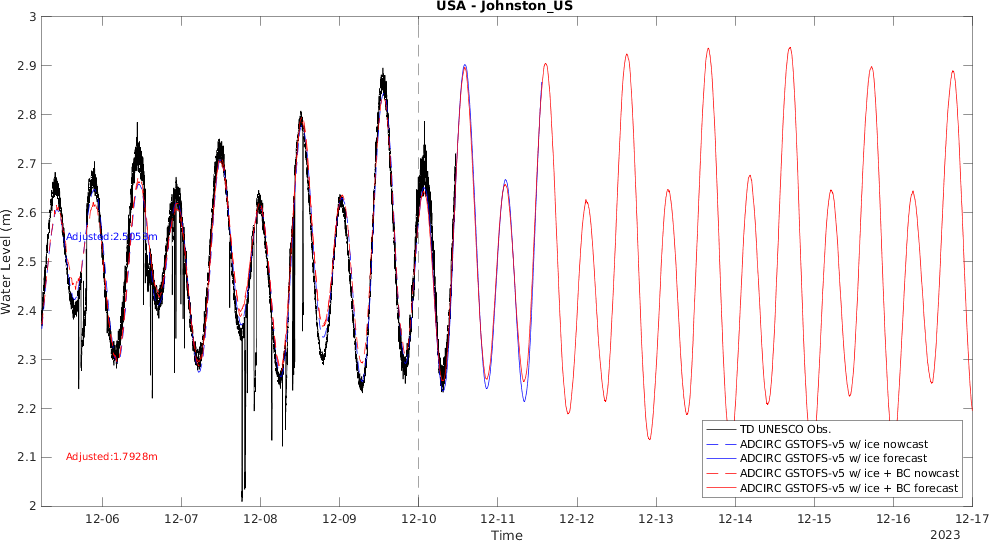 USA - Johnston_US
3
2.9
2.8
2.7
2.6
2.5
2.4
2.3
2.2
2.1
2
Water Level (m)
Adjusted:2.5053m
Adjusted:1.7928m
TD UNESCO Obs.
ADCIRC GSTOFS-v5 w/ ice nowcast
ADCIRC GSTOFS-v5 w/ ice forecast
ADCIRC GSTOFS-v5 w/ ice + BC nowcast
ADCIRC GSTOFS-v5 w/ ice + BC forecast
12-06 12-07 12-08 12-09 12-10 12-11 12-12 12-13 12-14 12-15 12-16 12-17
Time
2023